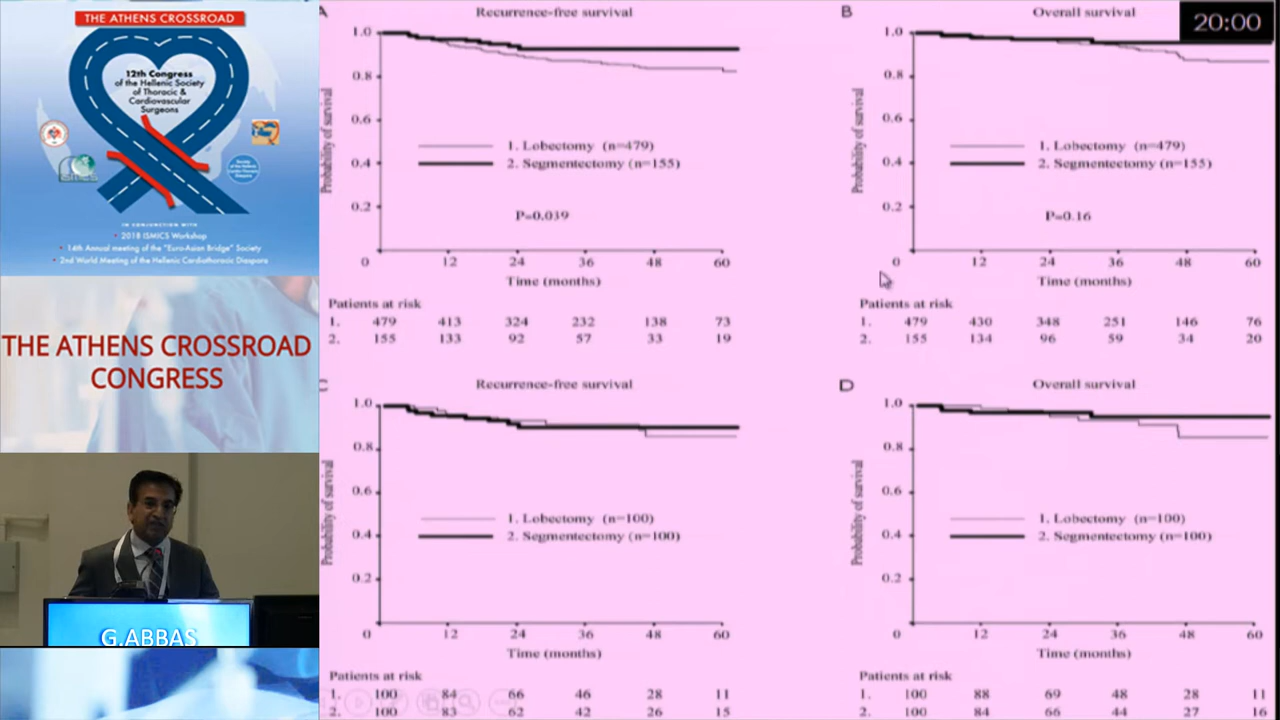 THE ATHENS CROSSROAD
12th Congress
of the Hellenic Society
of Thoracic &
Cardiovascular
Surgeons
IN CONJUNCTION WITH
• 2018 ISMICS Workshop
• 14th Annual meeting of the "Euro-Asian Bridge" Society
• 2nd World Meeting of the Hellenic Cardiothoracic Diaspora
THE ATHENS CROSSROAD
CONGRESS
G.ABBAS
20:00
A
Recurrence-free survival
Probability of survival
1.0
0.8
0.6
0.4
0.2
0
1. Lobectomy (n=479)
2. Segmentectomy (n=155)
P=0.039
12 24 36 48 60
Time (months)
Patients at risk
1. 479 413 324 232 138 73
2. 155 133 92 57 33 19
B
Overall survival
Probability of survival
1.0
0.8
0.6
0.4
0.2
0
1. Lobectomy (n=479)
2. Segmentectomy (n=155)
P=0.16
12 24 36 48 60
Time (months)
Patients at risk
1. 479 430 348 251 146 76
2. 155 134 96 59 34 20
Recurrence-free survival
Probability of survival
1.0
0.8
0.6
0.4
0.2
0
1. Lobectomy (n=100)
2. Segmentectomy (n=100)
12 24 36 48 60
Time (months)
Patients at risk
1. 100 84 66 46 28 11
2. 100 83 62 42 26 15
D
Overall survival
Probability of survival
1.0
0.8
0.6
0.4
0.2
0
1. Lobectomy (n=100)
2. Segmentectomy (n=100)
12 24 36 48 60
Time (months)
Patients at risk
1. 100 88 69 48 28 11
2. 100 84 66 44 27 16